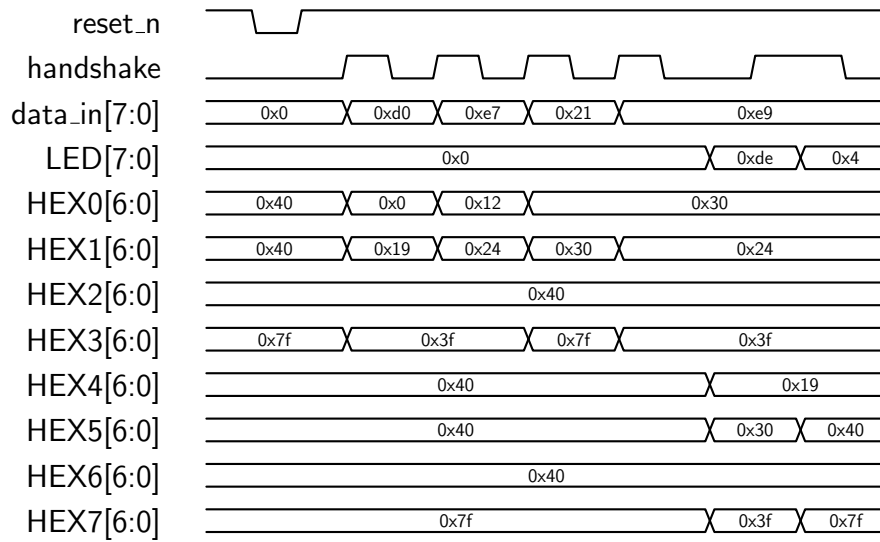 reset_n
handshake
data_in[7:0] 0x0 0xd0 0xe7 0x21 0xe9
LED[7:0] 0x0 0xde 0x4
HEX0[6:0] 0x40 0x0 0x12 0x30
HEX1[6:0] 0x40 0x19 0x24 0x30 0x24
HEX2[6:0] 0x40
HEX3[6:0] 0x7f 0x3f 0x7f 0x3f
HEX4[6:0] 0x40 0x19
HEX5[6:0] 0x40 0x30 0x40
HEX6[6:0] 0x40
HEX7[6:0] 0x7f 0x3f 0x7f